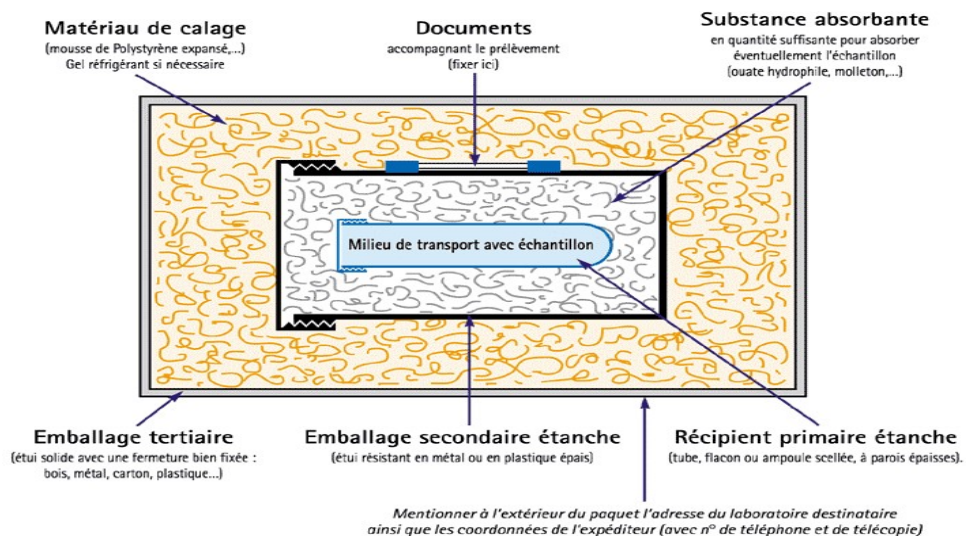 Matériau de calage
(mousse de Polystyrène expansé,...)
Gel réfrigérant si nécessaire
Documents
accompagnant le prélèvement
(fixer ici)
Substance absorbante
en quantité suffisante pour absorber
éventuellement l'échantillon
(ouate hydrophile, molleton,...)
Milieu de transport avec échantillon
Emballage tertiaire
(étui solide avec une fermeture bien fixée :
bois, métal, carton, plastique...)
Emballage secondaire étanche
(étui résistant en métal ou en plastique épais)
Récipient primaire étanche
(tube, flacon ou ampoule scellée, à parois épaisses).
Mentionner à l'extérieur du paquet l'adresse du laboratoire destinataire
ainsi que les coordonnées de l'expéditeur (avec n° de téléphone et de télécopie)